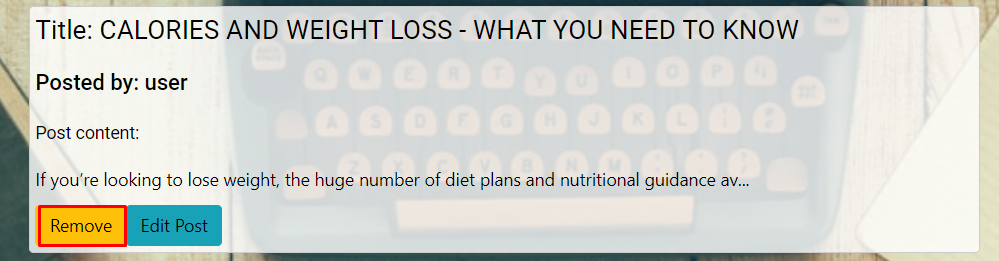 Title: CALORIES AND WEIGHT LOSS - WHAT YOU NEED TO KNOW
Posted by: user
Post content:
If you’re looking to lose weight, the huge number of diet plans and nutritional guidance av...
Remove Edit Post